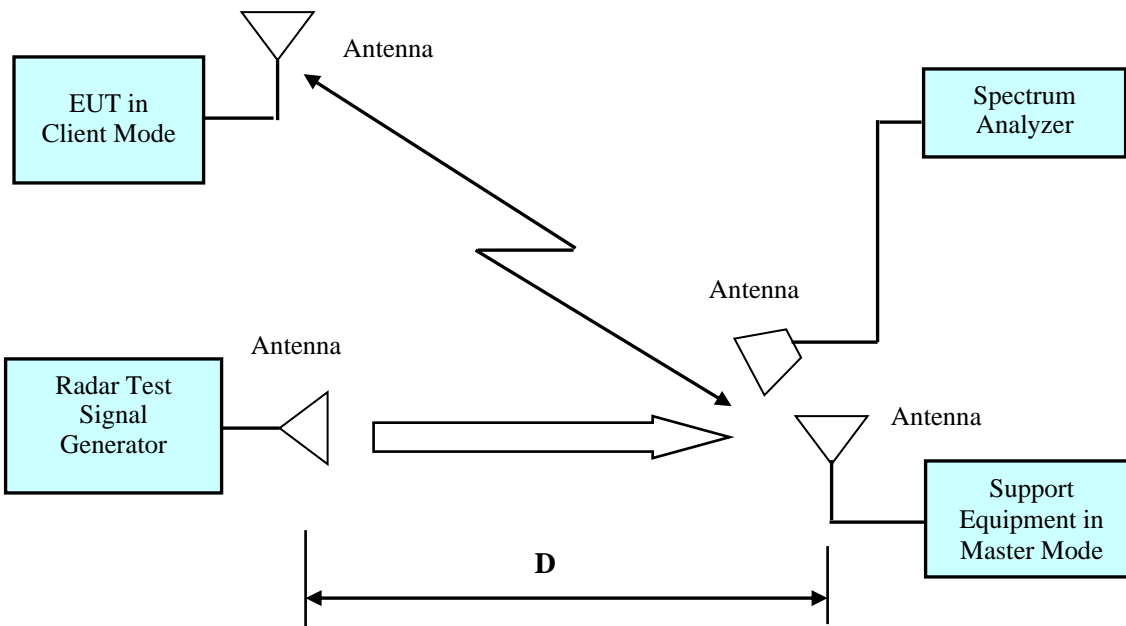 Antenna
EUT in
Client Mode
Spectrum
Analyzer
Antenna
Antenna
Radar Test
Signal
Generator
Antenna
Support
Equipment in
Master Mode
D